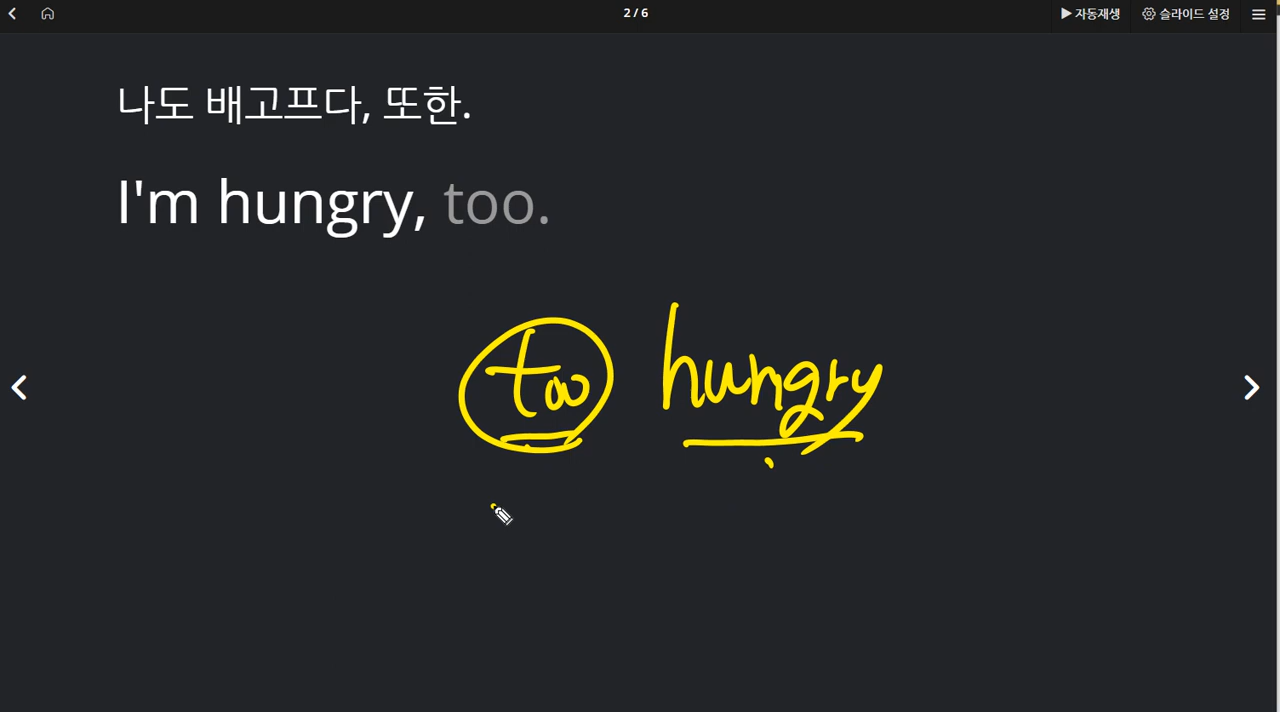 2 / 6
자동재생
슬라이드 설정
나도 배고프다, 또한.
I'm hungry, too.
too hungry